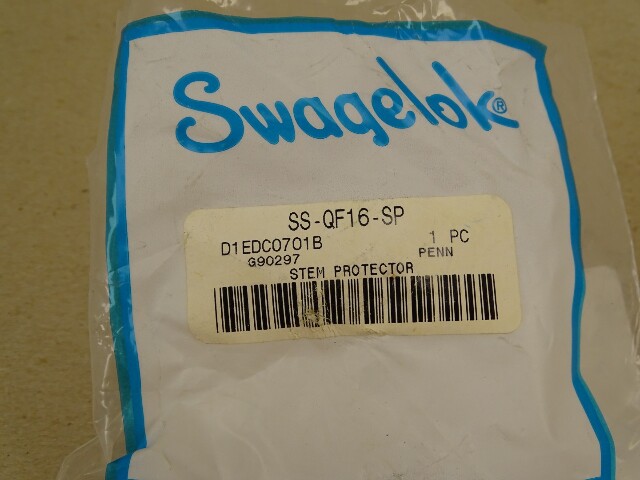 Swagelok®
SS-QF16-SP
D1EDC0701B 1 PC
G90297 PENN
STEM PROTECTOR